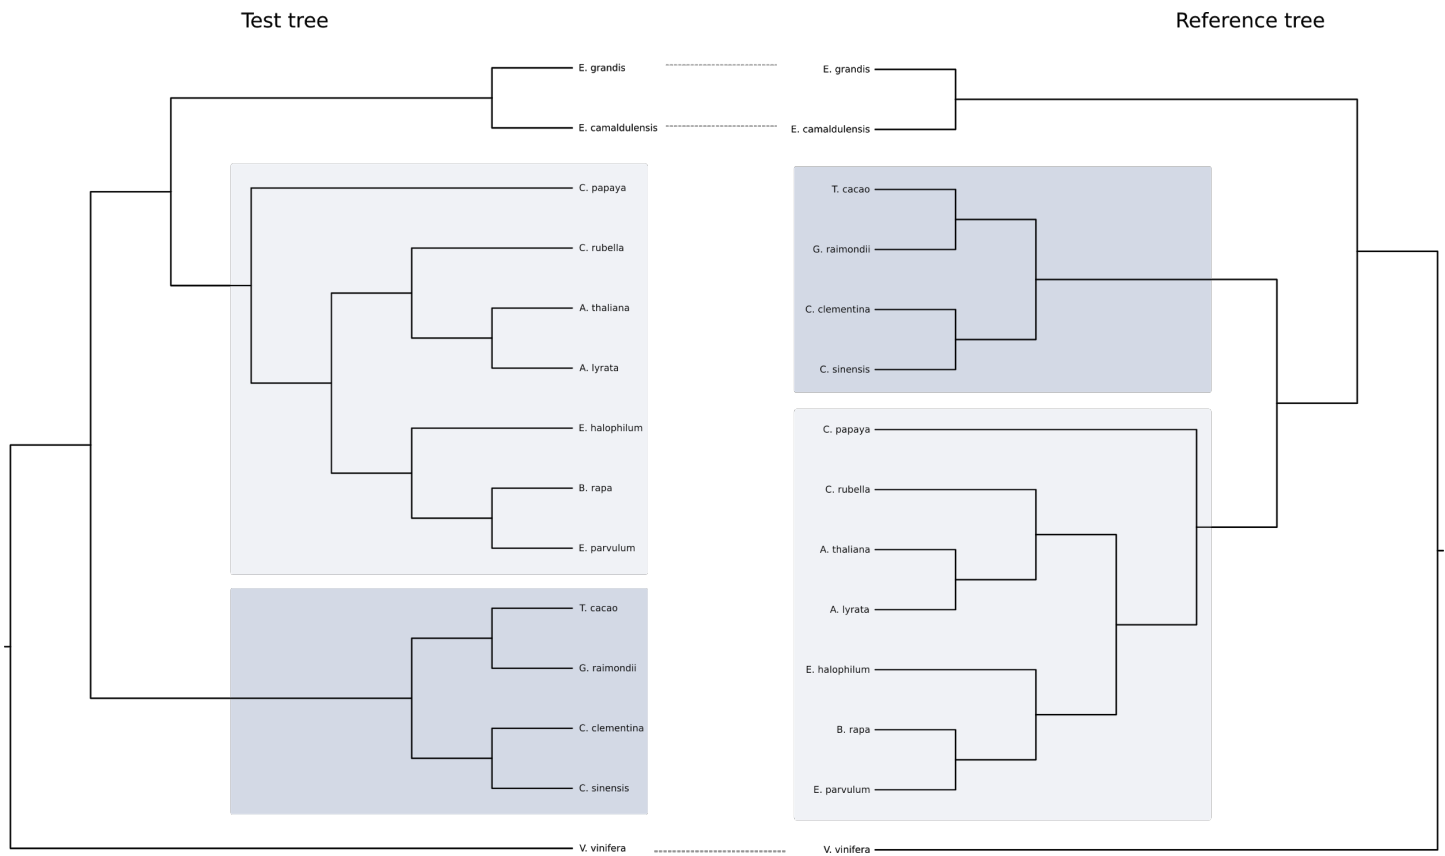 Test tree
Reference tree
E. grandis
E. camaldulensis
C. papaya
C. rubella
A. thaliana
A. lyrata
E. halophilum
B. rapa
E. parvulum
T. cacao
G. raimondii
C. clementina
C. sinensis
V. vinifera
E. grandis
E. camaldulensis
T. cacao
G. raimondii
C. clementina
C. sinensis
C. papaya
C. rubella
A. thaliana
A. lyrata
E. halophilum
B. rapa
E. parvulum
V. vinifera